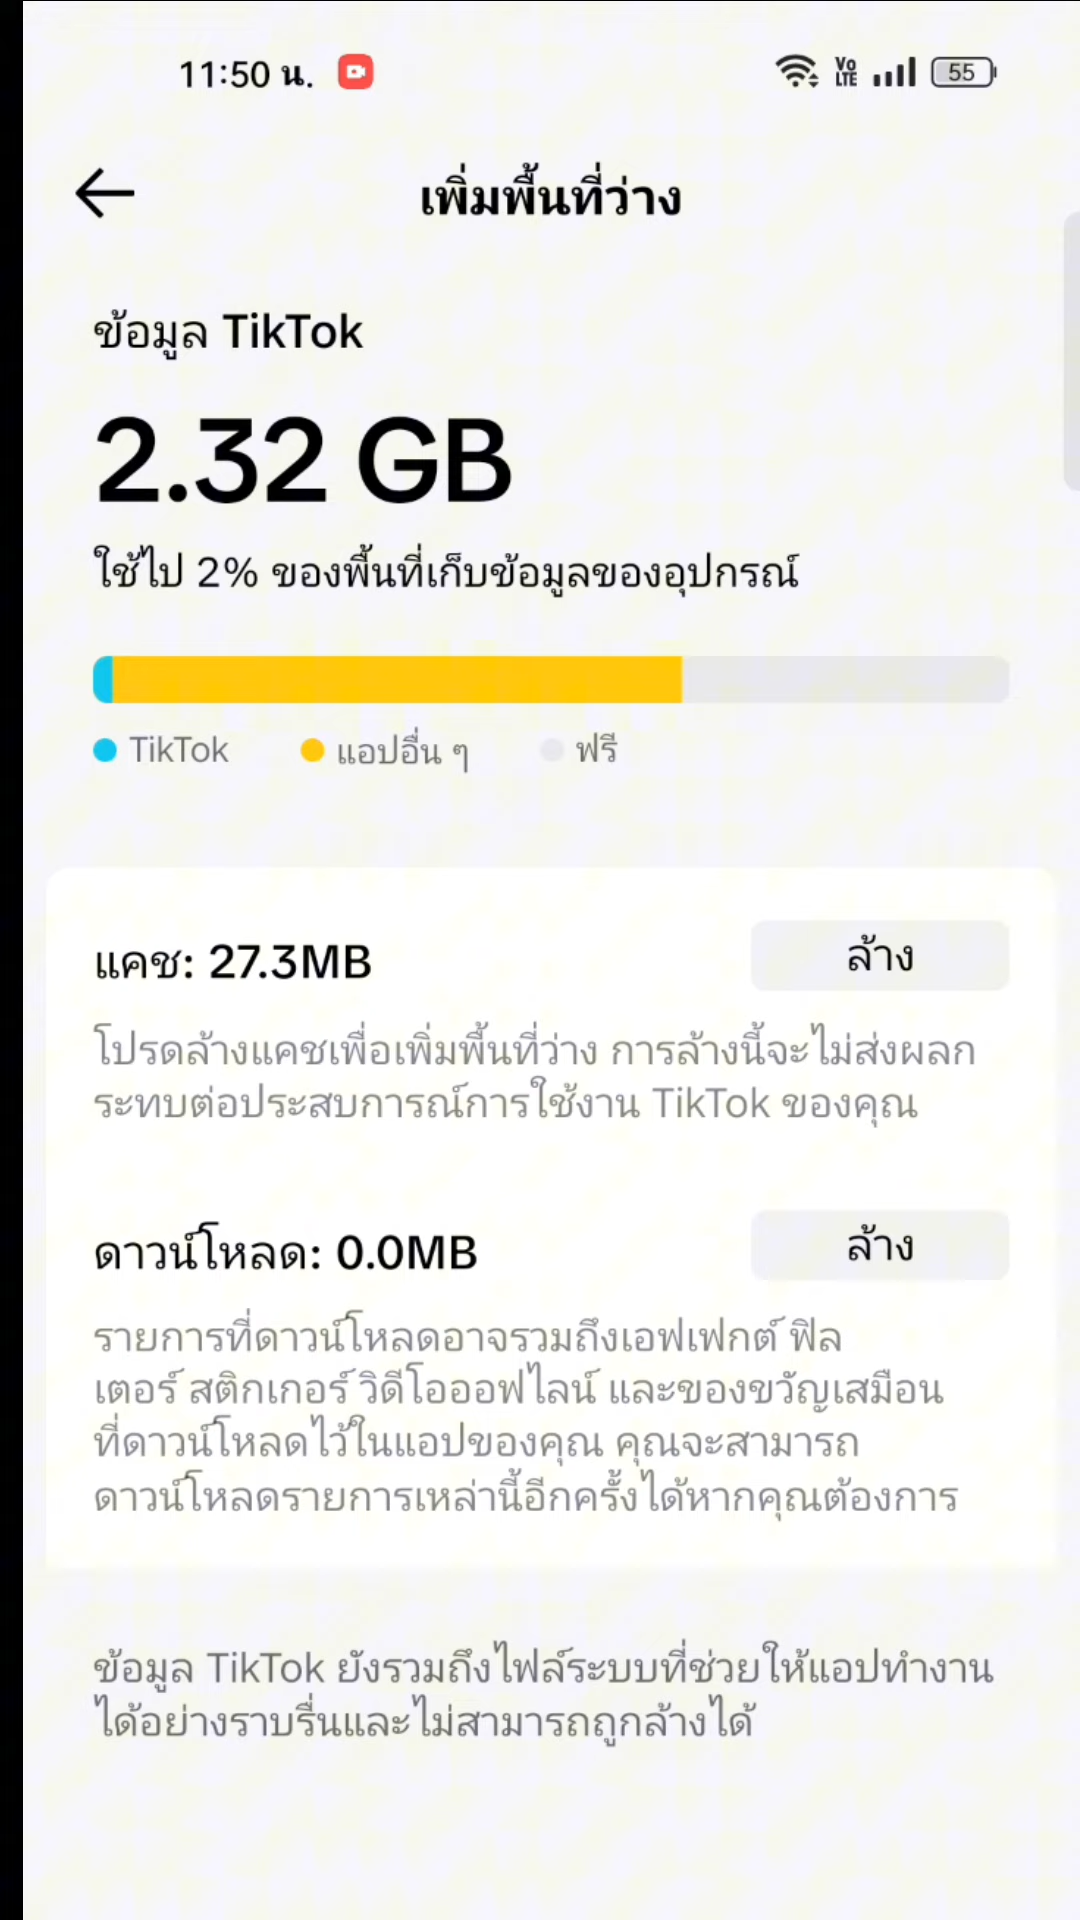 11:50 น.
Vo LTE
55
เพิ่มพื้นที่ว่าง
ข้อมูล TikTok
2.32 GB
ใช้ไป 2% ของพื้นที่เก็บข้อมูลของอุปกรณ์
TikTok แอปอื่น ๆ ฟรี
แคช: 27.3MB ล้าง
โปรดล้างแคชเพื่อเพิ่มพื้นที่ว่าง การล้างนี้จะไม่ส่งผลก
ระทบต่อประสบการณ์การใช้งาน TikTok ของคุณ
ดาวน์โหลด: 0.0MB ล้าง
รายการที่ดาวน์โหลดอาจรวมถึงเอฟเฟกต์ ฟิล
เตอร์ สติกเกอร์ วิดีโอออฟไลน์ และของขวัญเสมือน
ที่ดาวน์โหลดไว้ในแอปของคุณ คุณจะสามารถ
ดาวน์โหลดรายการเหล่านี้อีกครั้งได้หากคุณต้องการ
ข้อมูล TikTok ยังรวมถึงไฟล์ระบบที่ช่วยให้แอปทำงาน
ได้อย่างราบรื่นและไม่สามารถถูกล้างได้